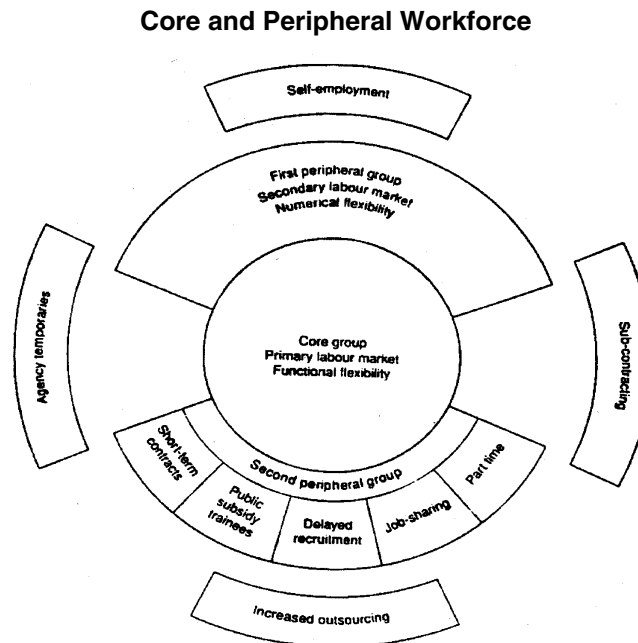 Core and Peripheral Workforce
Self-employment
First peripheral group
Secondary labour market
Numerical flexibility
Agency temporaries
Core group
Primary labour market
Functional flexibility
Sub-contracting
Second peripheral group
Short-term
contracts
Public
subsidy
trainees
Delayed
recruitment
Job-sharing
Part time
Increased outsourcing